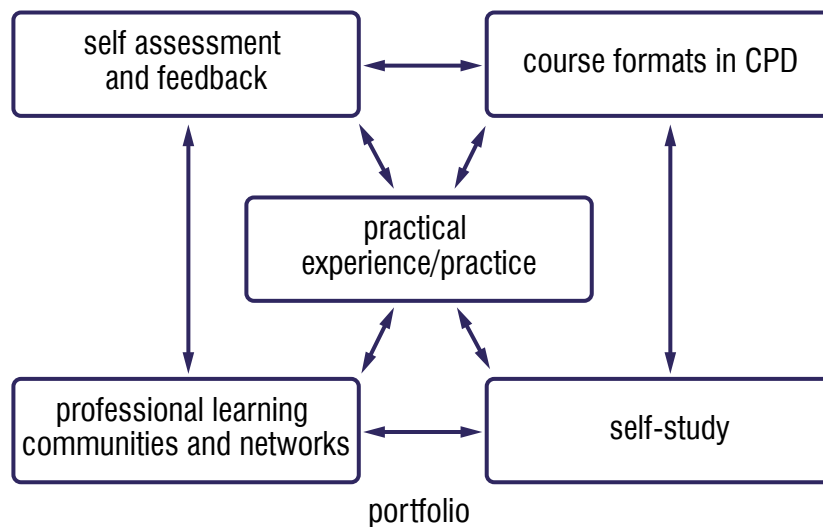 self assessment
and feedback
course formats in CPD
practical
experience/practice
professional learning
communities and networks
self-study
portfolio